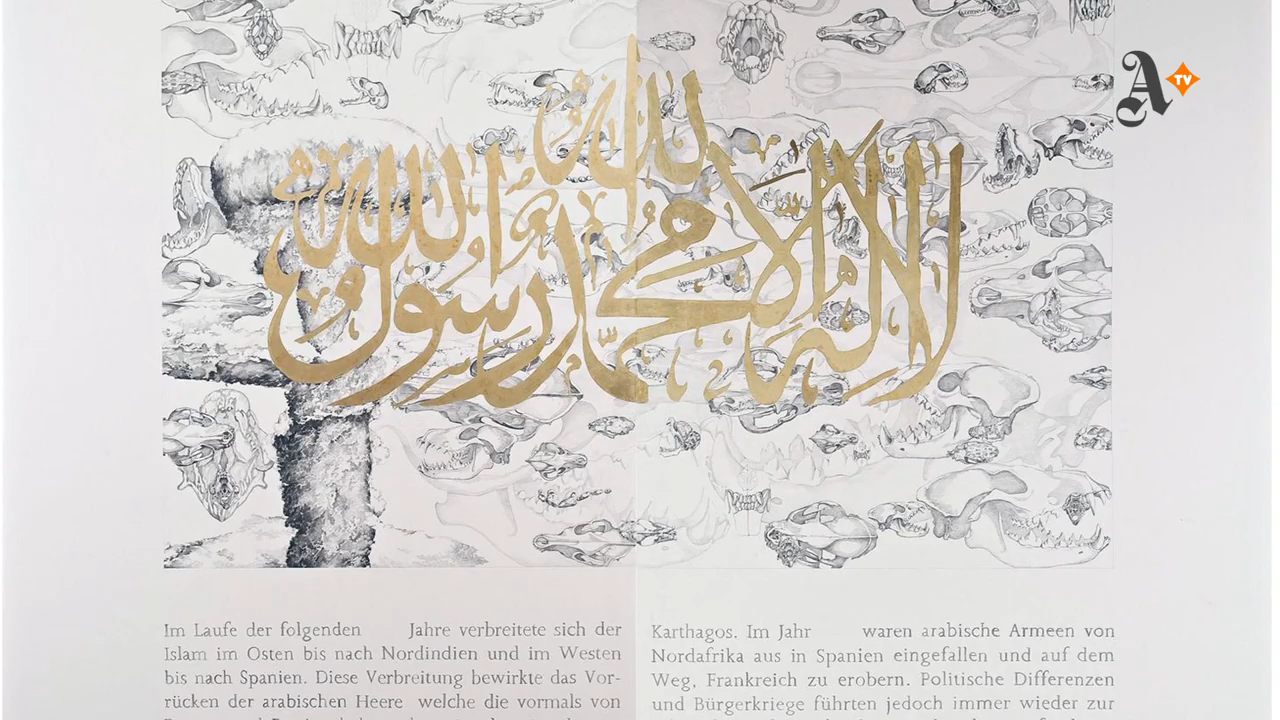 A TV
لا اله الا الله محمد رسول الله
Im Laufe der folgenden Jahre verbreitete sich der
Islam im Osten bis nach Nordindien und im Westen
bis nach Spanien. Diese Verbreitung bewirkte das Vor-
rücken der arabischen Heere welche die vormals von
Karthagos. Im Jahr waren arabische Armeen von
Nordafrika aus in Spanien eingefallen und auf dem
Weg, Frankreich zu erobern. Politische Differenzen
und Bürgerkriege führten jedoch immer wieder zur